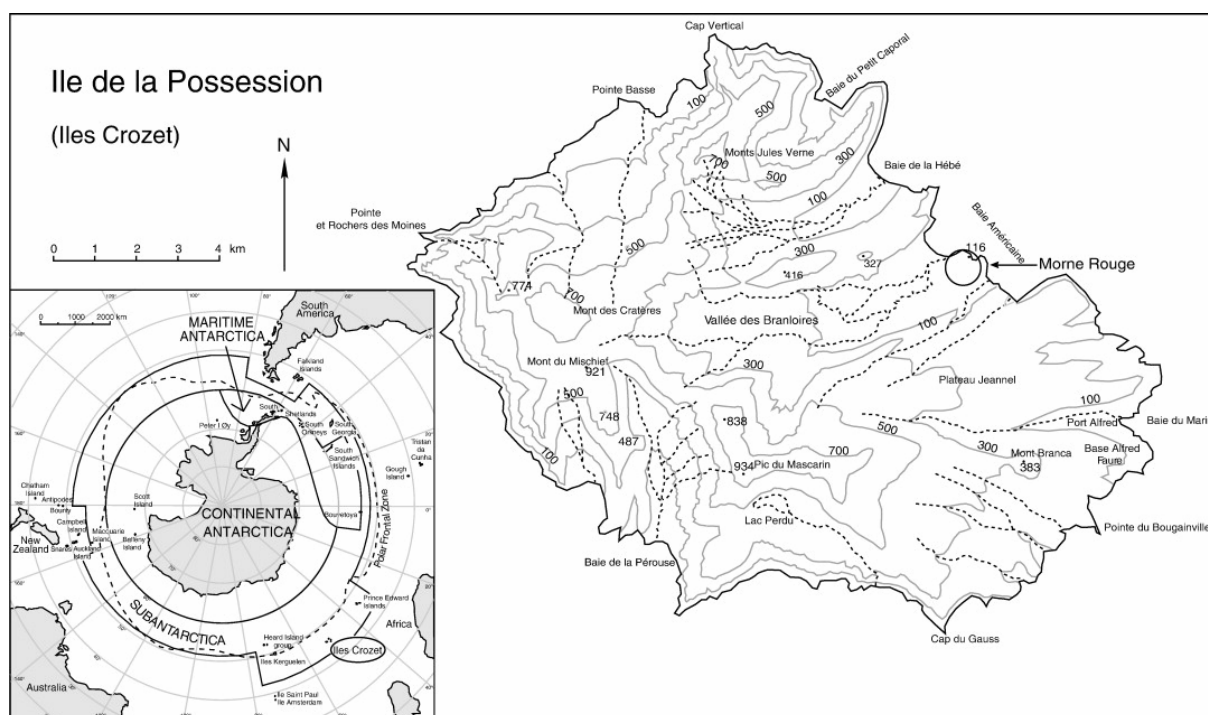 Ile de la Possession
(Iles Crozet)
N
0 1 2 3 4 km
Cap Vertical
Baie du Petit Caporal
Pointe Basse
100
500
700
Monts Jules Verne
300
500
Baie de la Hébé
100
Pointe
et Rochers des Moines
Baie Américaine
116
Morne Rouge
500
300
327
416
774
700
Mont des Cratères
Vallée des Branloires
100
Mont du Mischief
921
300
Plateau Jeannel
500
748
838
100
Port Alfred
Baie du Mari
487
500
300
Mont Branca
383
Base Alfred
Faure
100
934
Pic du Mascarin
700
Lac Perdu
Pointe du Bougainville
Baie de la Pérouse
Cap du Gauss
0 1000 2000 km
South
America
MARITIME
ANTARCTICA
Falkland
Islands
South
Shetlands
Peter I Øy
South
Orkneys
South
Georgia
South
Sandwich
Islands
Tristan
da Cunha
Gough
Island
Chatham
Island
Antipodes
Bounty
Campbell
Island
Scott
Island
Macquarie
Island
Balleny
Island
New
Zealand
Snares
Auckland
Island
CONTINENTAL
ANTARCTICA
Bouvetoya
0°
180°
Polar Frontal Zone
SUBANTARCTICA
Prince Edward
Islands
Africa
Heard Island
group
Iles Crozet
Iles Kerguelen
Australia
Ile Saint Paul
Ile Amsterdam